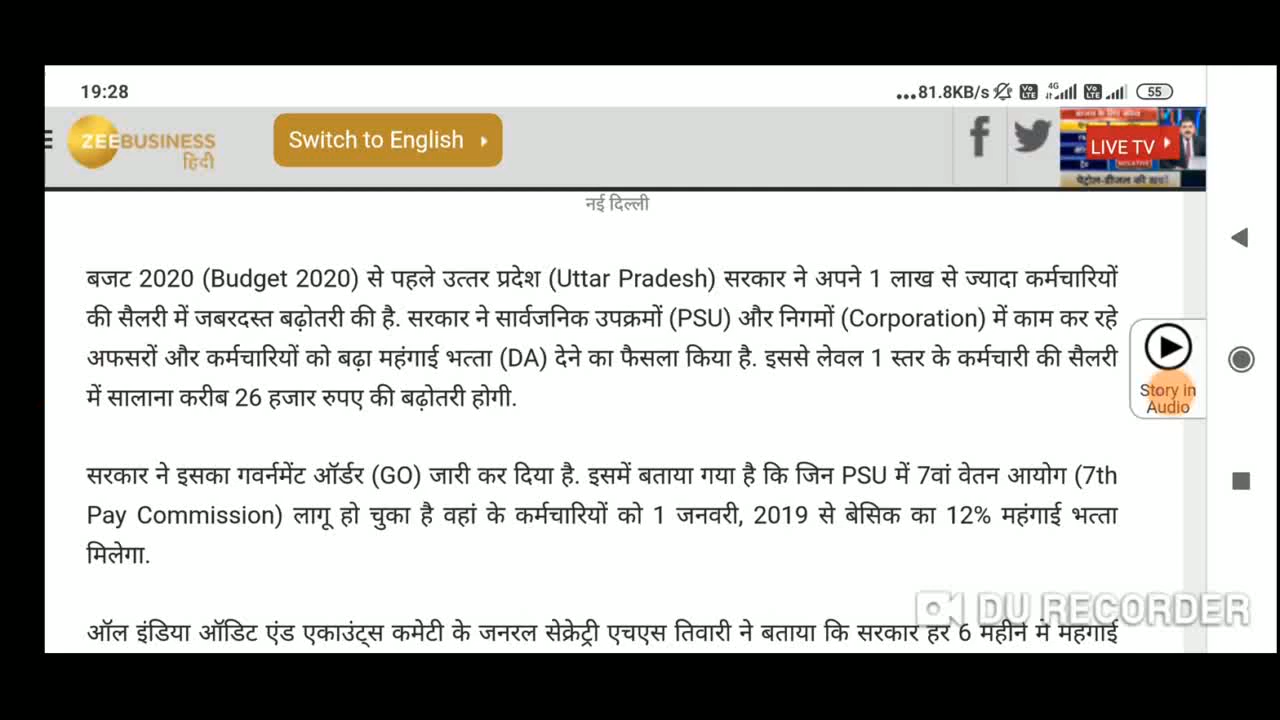 19:28
...81.8KB/s Vo LTE 4G Vo LTE 55
ZEEBUSINESS
हिंदी
Switch to English
LIVE TV
नई दिल्ली
बजट 2020 (Budget 2020) से पहले उत्तर प्रदेश (Uttar Pradesh) सरकार ने अपने 1 लाख से ज्यादा कर्मचारियों
की सैलरी में जबरदस्त बढ़ोतरी की है. सरकार ने सार्वजनिक उपक्रमों (PSU) और निगमों (Corporation) में काम कर रहे
अफसरों और कर्मचारियों को बढ़ा महंगाई भत्ता (DA) देने का फैसला किया है. इससे लेवल 1 स्तर के कर्मचारी की सैलरी
में सालाना करीब 26 हजार रुपए की बढ़ोतरी होगी.
Story in
Audio
सरकार ने इसका गवर्नमेंट ऑर्डर (GO) जारी कर दिया है. इसमें बताया गया है कि जिन PSU में 7वां वेतन आयोग (7th
Pay Commission) लागू हो चुका है वहां के कर्मचारियों को 1 जनवरी, 2019 से बेसिक का 12% महंगाई भत्ता
मिलेगा.
DU RECORDER
ऑल इंडिया ऑडिट एंड एकाउंट्स कमेटी के जनरल सेक्रेट्री एचएस तिवारी ने बताया कि सरकार हर 6 महीने में महंगाई